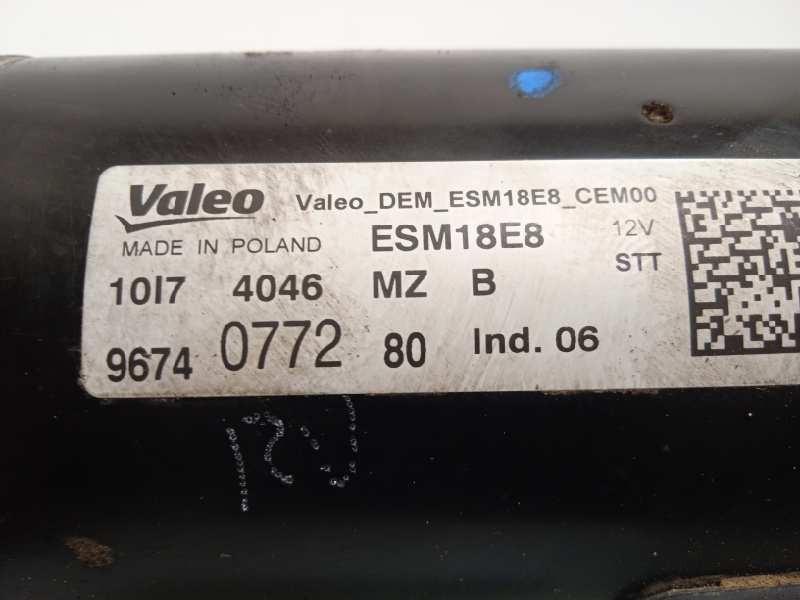 Valeo Valeo_DEM_ESM18E8_CEM00
MADE IN POLAND ESM18E8 12V
10I7 4046 MZ B STT
9674 0772 80 Ind. 06